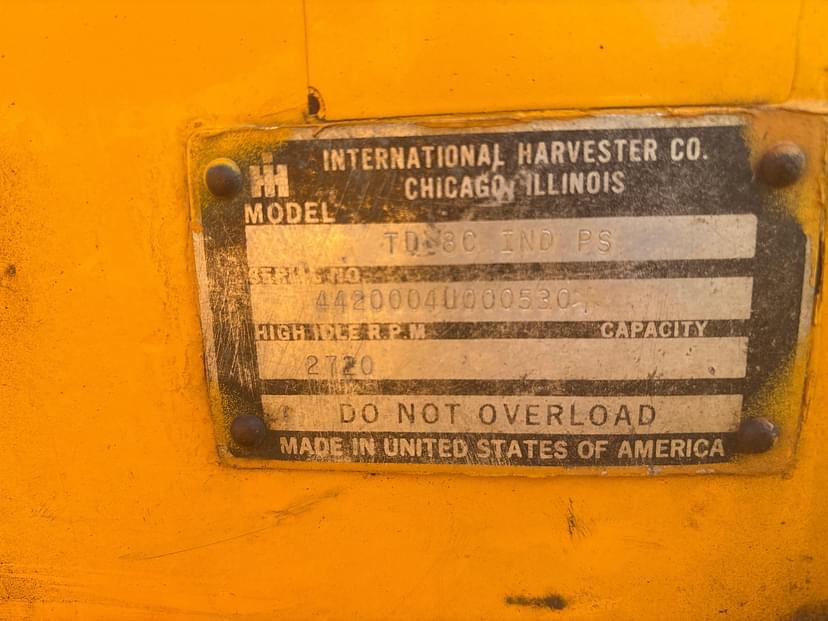 IH INTERNATIONAL HARVESTER CO.
CHICAGO, ILLINOIS
MODEL
TD 8C IND PS
SERIAL NO.
4420004U000530
HIGH IDLE R.P.M
CAPACITY
2720
DO NOT OVERLOAD
MADE IN UNITED STATES OF AMERICA